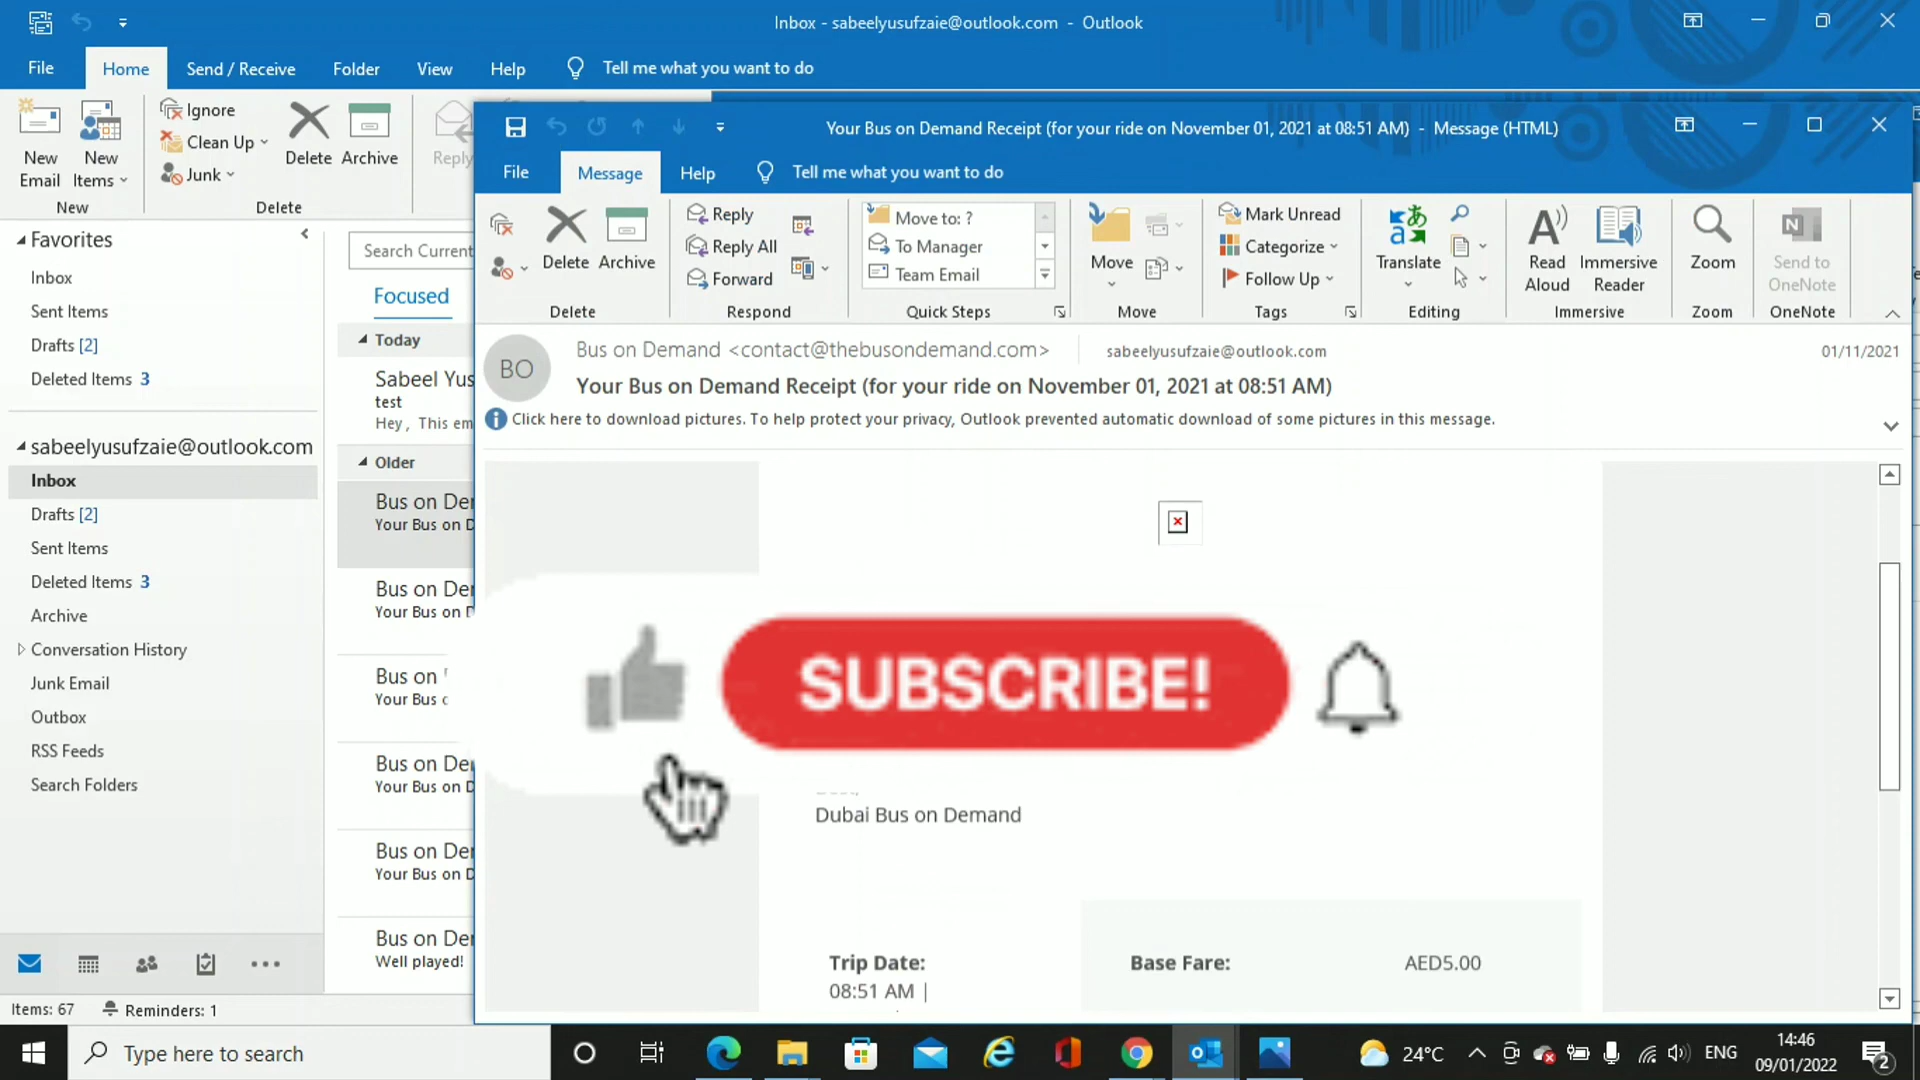 Inbox - sabeelyusufzaie@outlook.com - Outlook
File Home Send / Receive Folder View Help Tell me what you want to do
New Email
New Items
New
Ignore
Clean Up
Junk
Delete
Archive
Delete
Reply
Your Bus on Demand Receipt (for your ride on November 01, 2021 at 08:51 AM) - Message (HTML)
File Message Help Tell me what you want to do
Delete
Archive
Delete
Reply
Reply All
Forward
Respond
Move to: ?
To Manager
Team Email
Quick Steps
Move
Move
Mark Unread
Categorize
Follow Up
Tags
Translate
Editing
Read Aloud
Immersive Reader
Immersive
Zoom
Zoom
Send to OneNote
OneNote
Favorites
Inbox
Sent Items
Drafts [2]
Deleted Items 3
sabeelyusufzaie@outlook.com
Inbox
Drafts [2]
Sent Items
Deleted Items 3
Archive
Conversation History
Junk Email
Outbox
RSS Feeds
Search Folders
Search Current
Focused
Today
Sabeel Yus
test
Hey, This em
Older
Bus on Der
Your Bus on D
Bus on Der
Your Bus on D
Bus on
Your Bus
Bus on Der
Your Bus on D
Bus on Der
Your Bus on D
Bus on Der
Well played!
BO
Bus on Demand <contact@thebusondemand.com>
sabeelyusufzaie@outlook.com
01/11/2021
Your Bus on Demand Receipt (for your ride on November 01, 2021 at 08:51 AM)
Click here to download pictures. To help protect your privacy, Outlook prevented automatic download of some pictures in this message.
SUBSCRIBE!
Dubai Bus on Demand
Trip Date:
08:51 AM |
Base Fare: AED5.00
Items: 67 Reminders: 1
Type here to search
24°C
ENG
14:46
09/01/2022
2